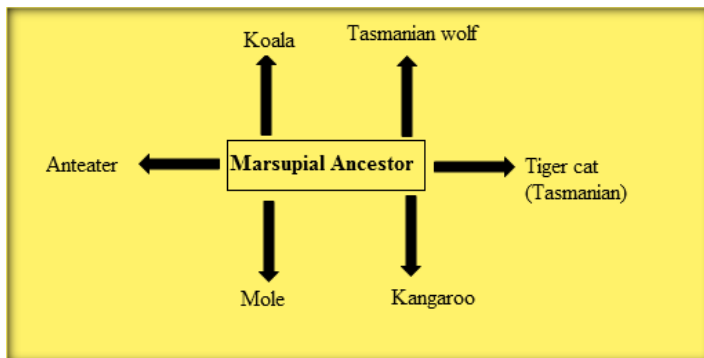 Koala
Tasmanian wolf
Anteater
Marsupial Ancestor
Tiger cat
(Tasmanian)
Mole
Kangaroo